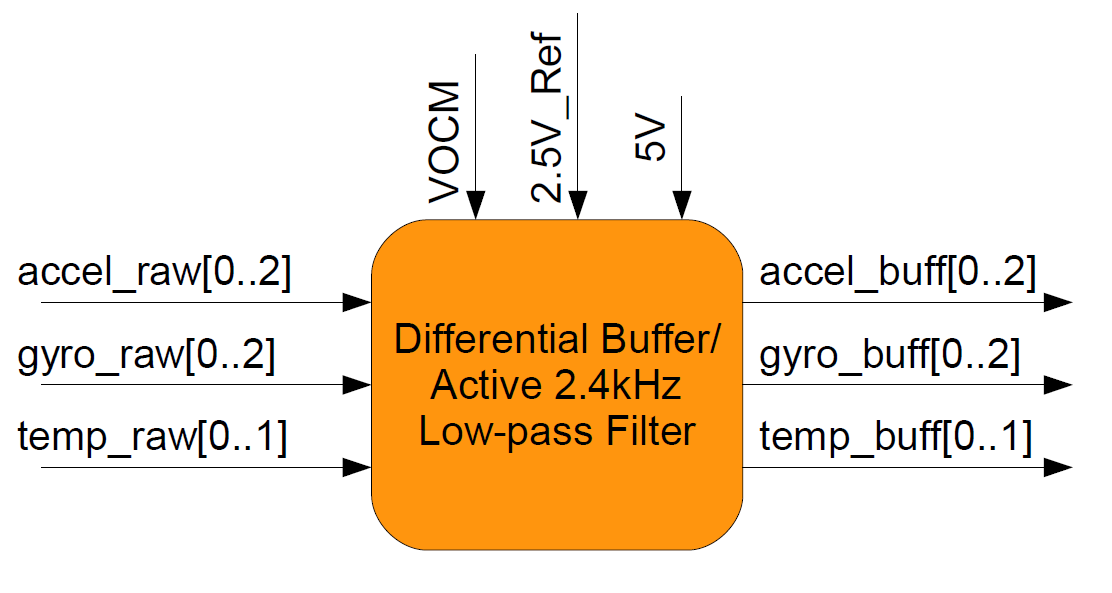 VOCM
2.5V_Ref
5V
accel_raw[0..2]
gyro_raw[0..2]
temp_raw[0..1]
Differential Buffer/
Active 2.4kHz
Low-pass Filter
accel_buff[0..2]
gyro_buff[0..2]
temp_buff[0..1]